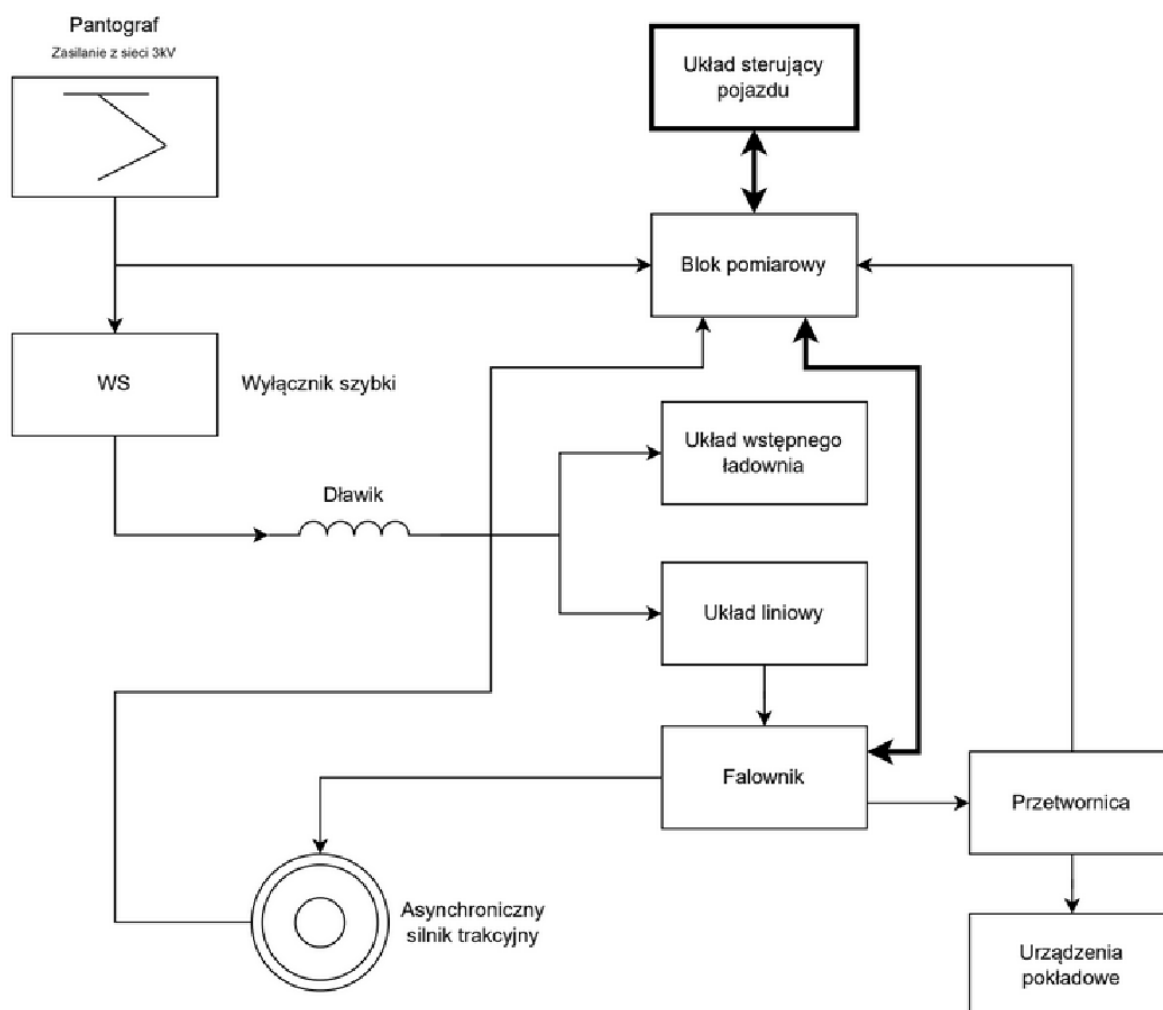 Pantograf
Zasilanie z sieci 3kV
Układ sterujący
pojazdu
Blok pomiarowy
WS
Wyłącznik szybki
Układ wstępnego
ładownia
Dławik
Układ liniowy
Falownik
Przetwornica
Asynchroniczny
silnik trakcyjny
Urządzenia
pokładowe